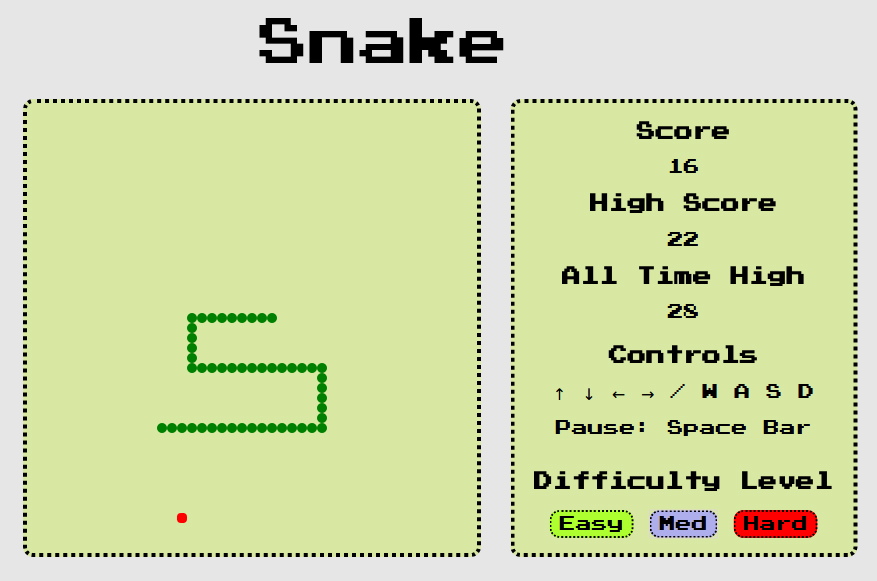 Snake
Score
16
High Score
22
All Time High
28
Controls
↑ ↓ ← → / W A S D
Pause: Space Bar
Difficulty Level
Easy Med Hard